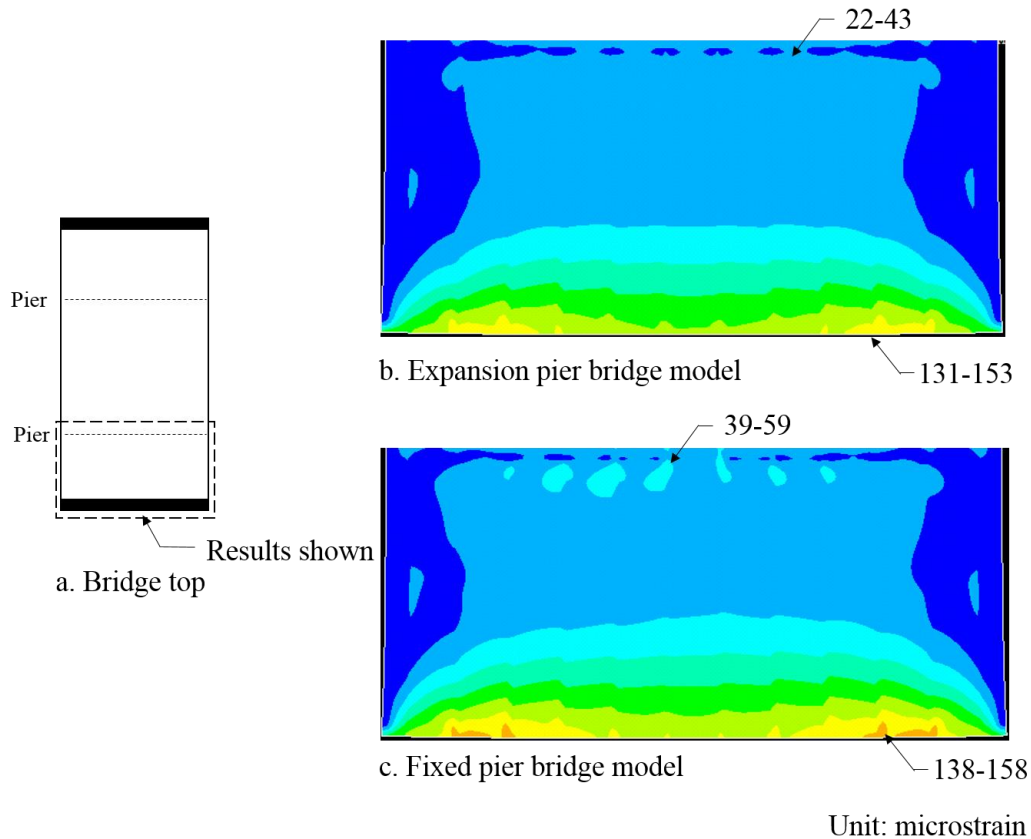 22-43
b. Expansion pier bridge model
131-153
Pier
Pier
39-59
Results shown
a. Bridge top
c. Fixed pier bridge model
138-158
Unit: microstrain